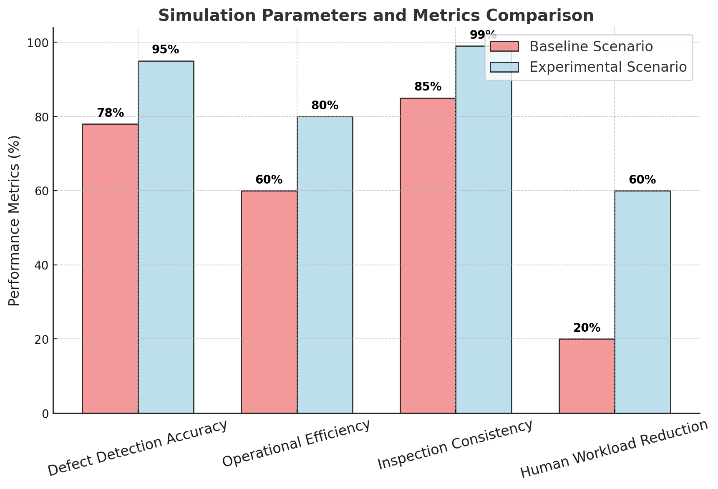 Simulation Parameters and Metrics Comparison
Performance Metrics (%)
100
80
60
40
20
0
78%
95%
60%
80%
85%
99%
20%
60%
Baseline Scenario
Experimental Scenario
Defect Detection Accuracy
Operational Efficiency
Inspection Consistency
Human Workload Reduction